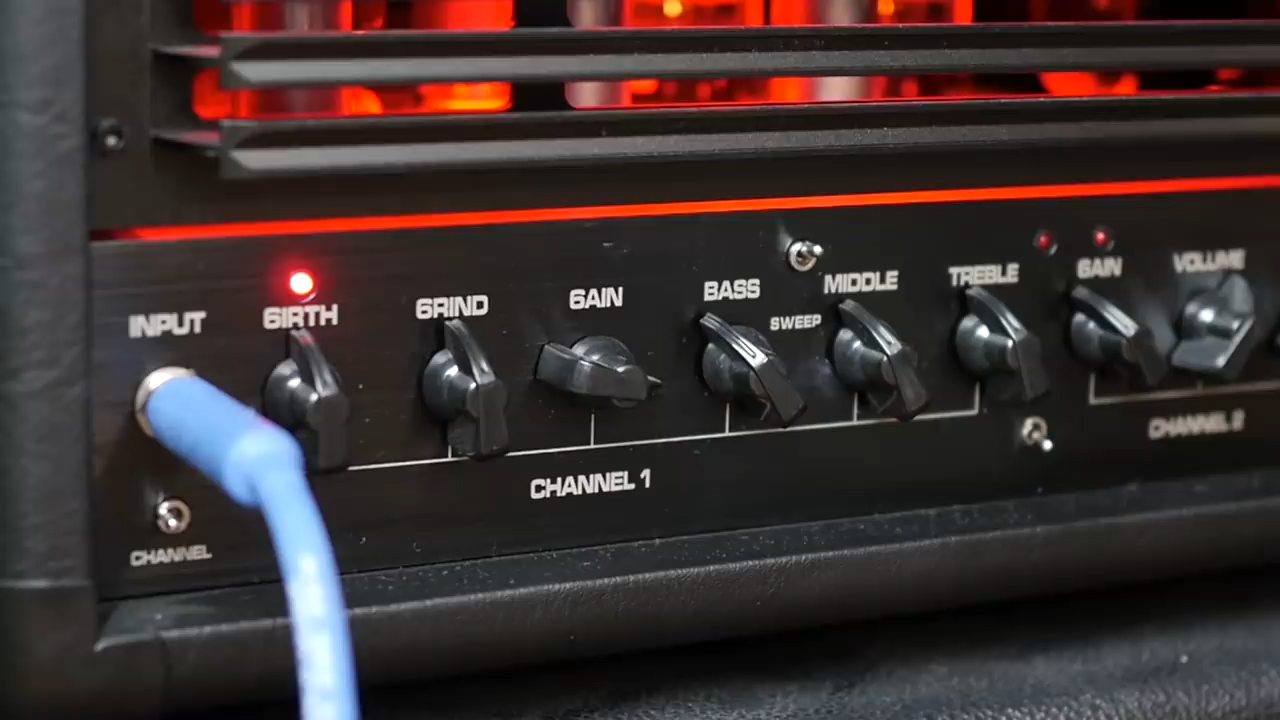 INPUT
6IRTH
6RIND
6AIN
BASS
SWEEP
MIDDLE
TREBLE
6AIN
VOLUME
CHANNEL 1
CHANNEL 2
CHANNEL